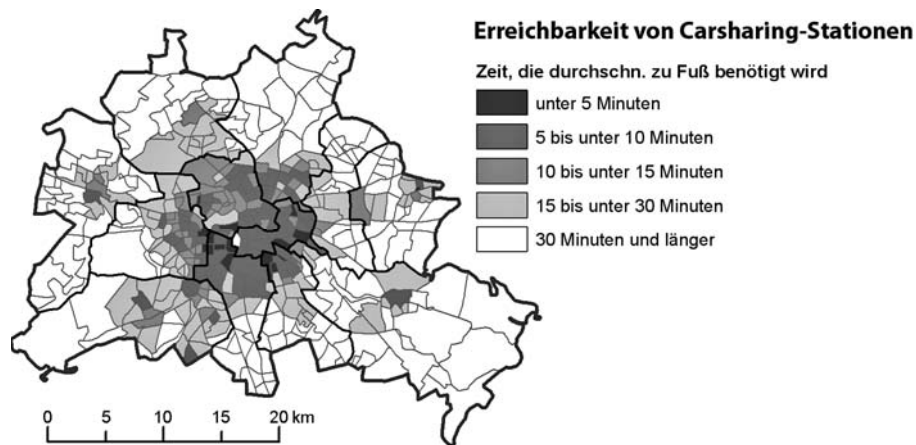 Erreichbarkeit von Carsharing-Stationen
Zeit, die durchschn. zu Fuß benötigt wird
unter 5 Minuten
5 bis unter 10 Minuten
10 bis unter 15 Minuten
15 bis unter 30 Minuten
30 Minuten und länger
0 5 10 15 20 km